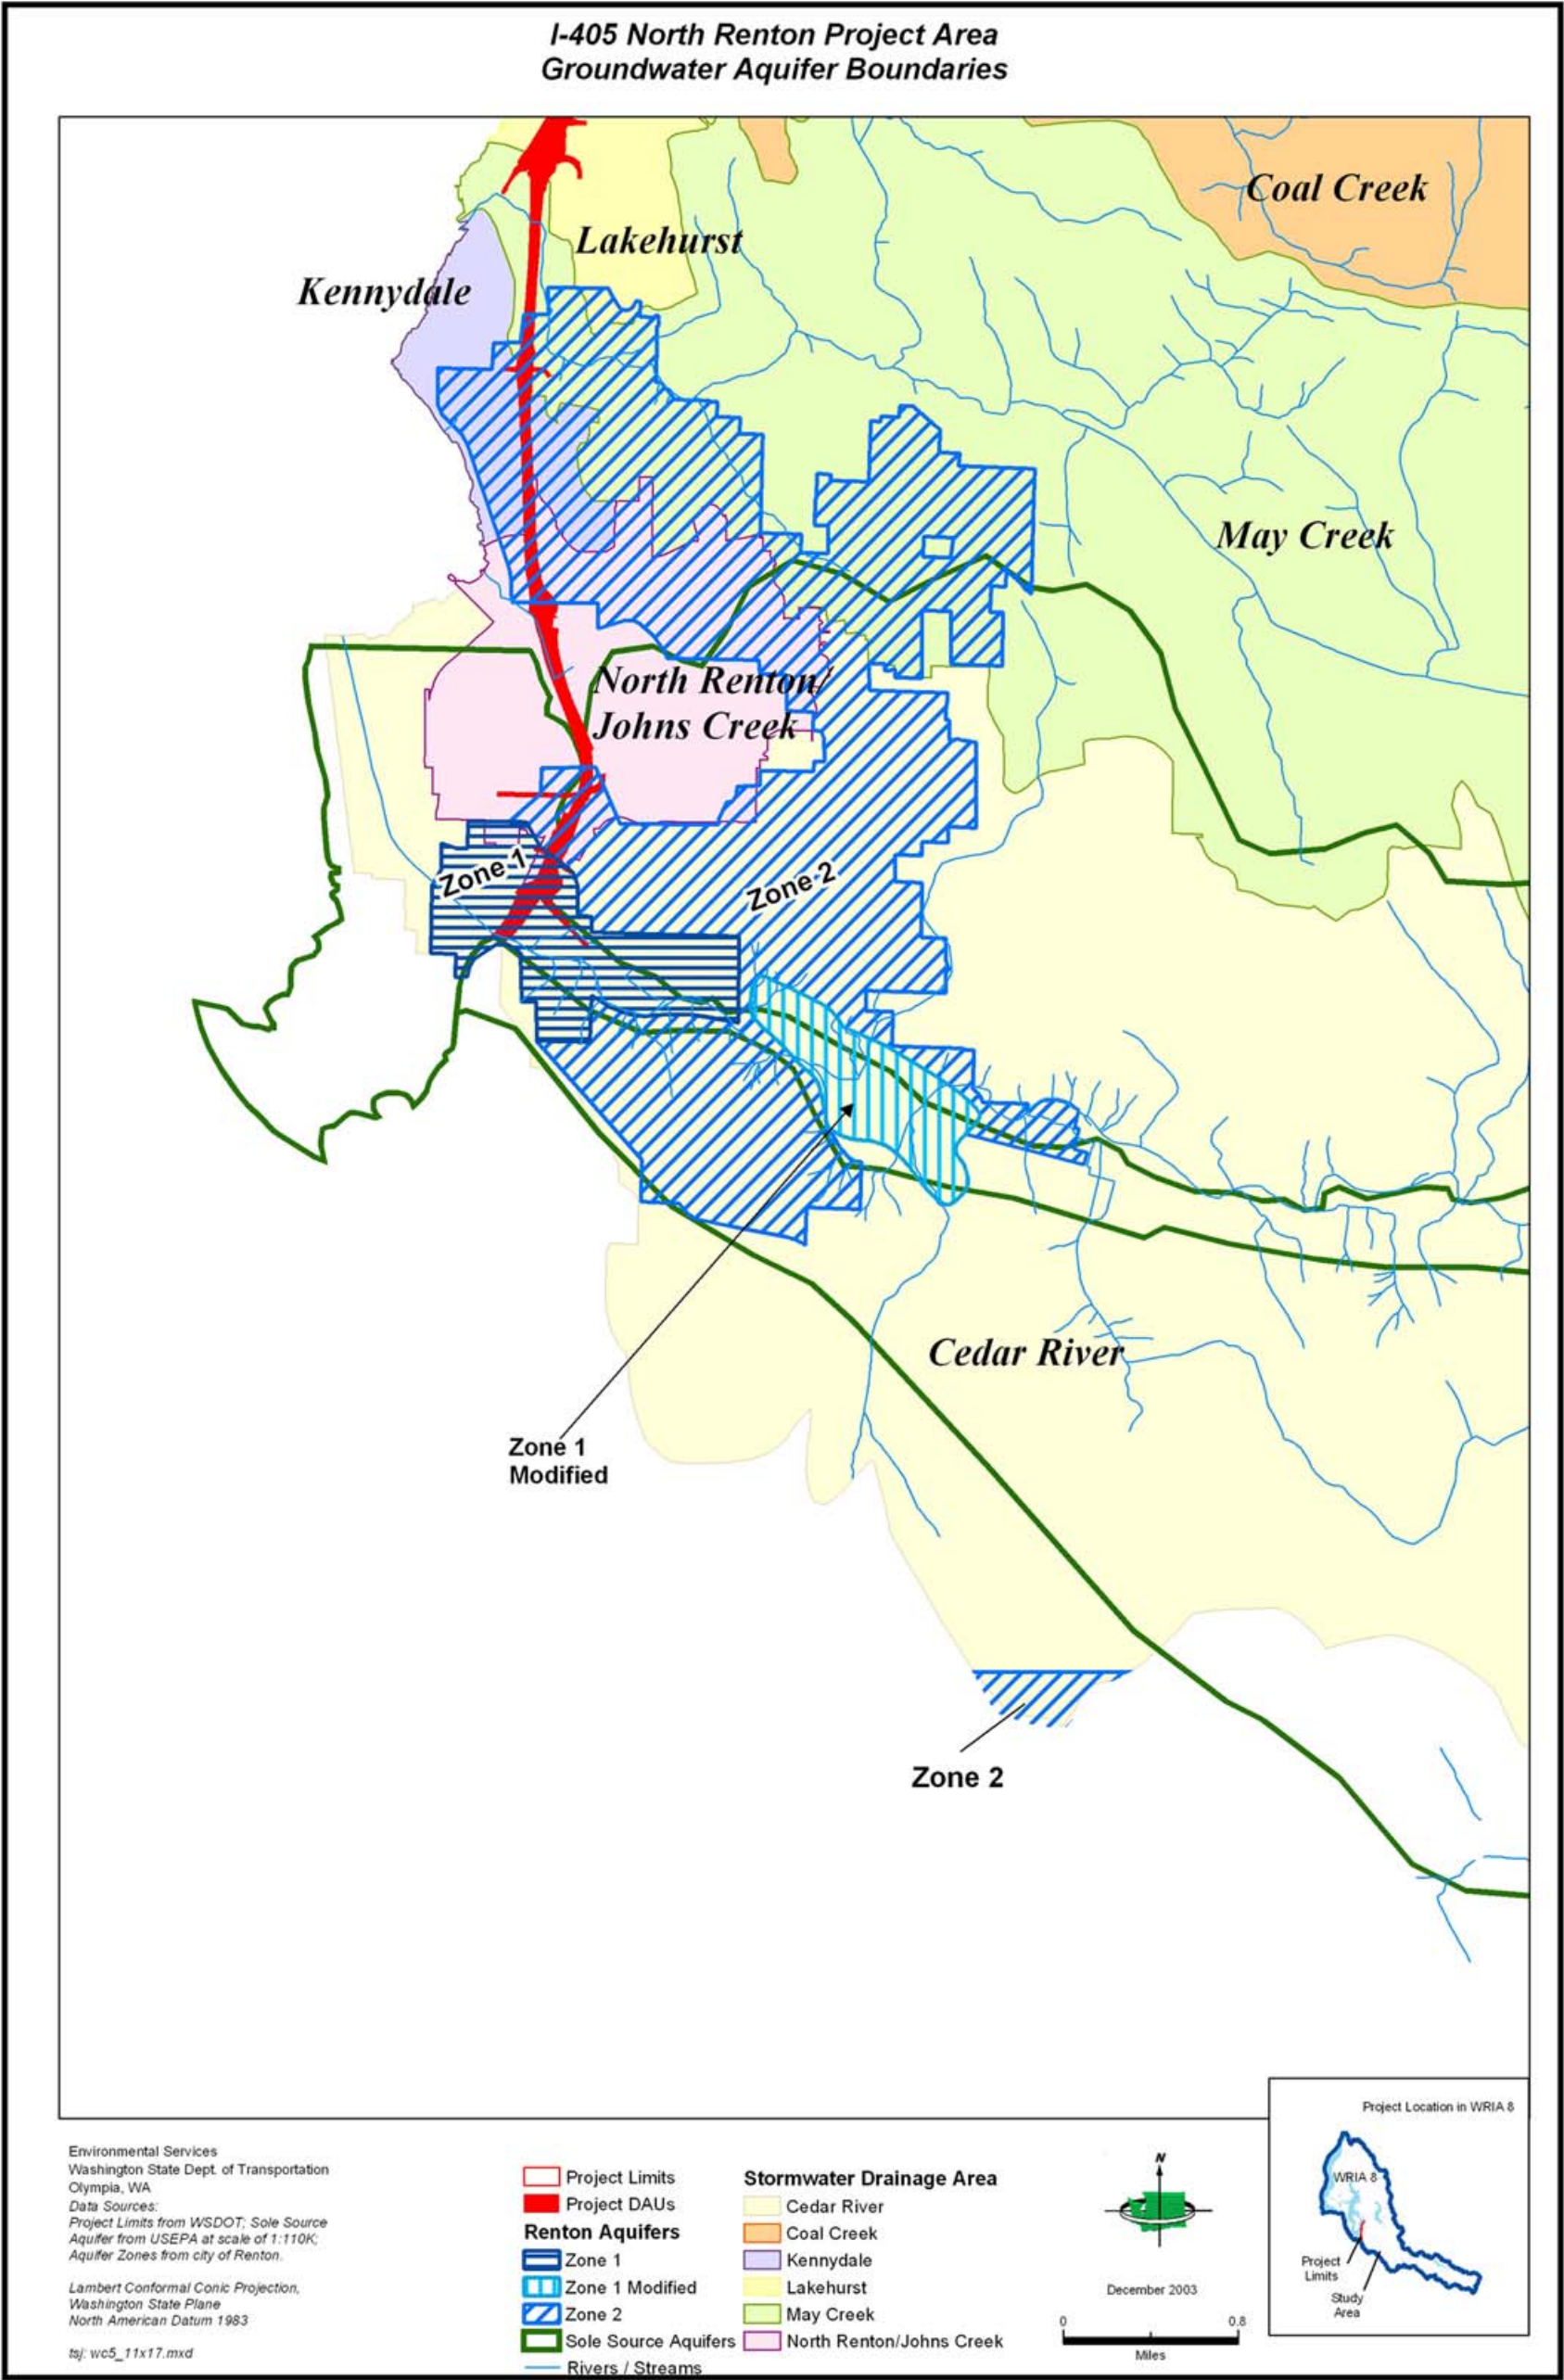 I-405 North Renton Project Area
Groundwater Aquifer Boundaries
Coal Creek
Lakehurst
Kennydale
May Creek
North Renton/
Johns Creek
Zone 1
Zone 2
Cedar River
Zone 1
Modified
Zone 2
Environmental Services
Washington State Dept. of Transportation
Olympia, WA
Data Sources:
Project Limits from WSDOT; Sole Source
Aquifer from USEPA at scale of 1:110K;
Aquifer Zones from city of Renton.
Lambert Conformal Conic Projection,
Washington State Plane
North American Datum 1983
tsj: wc5_11x17.mxd
Project Limits
Project DAUs
Renton Aquifers
Zone 1
Zone 1 Modified
Zone 2
Sole Source Aquifers
Rivers / Streams
Stormwater Drainage Area
Cedar River
Coal Creek
Kennydale
Lakehurst
May Creek
North Renton/Johns Creek
N
December 2003
0 0.8
Miles
Project Location in WRIA 8
WRIA 8
Project
Limits
Study
Area